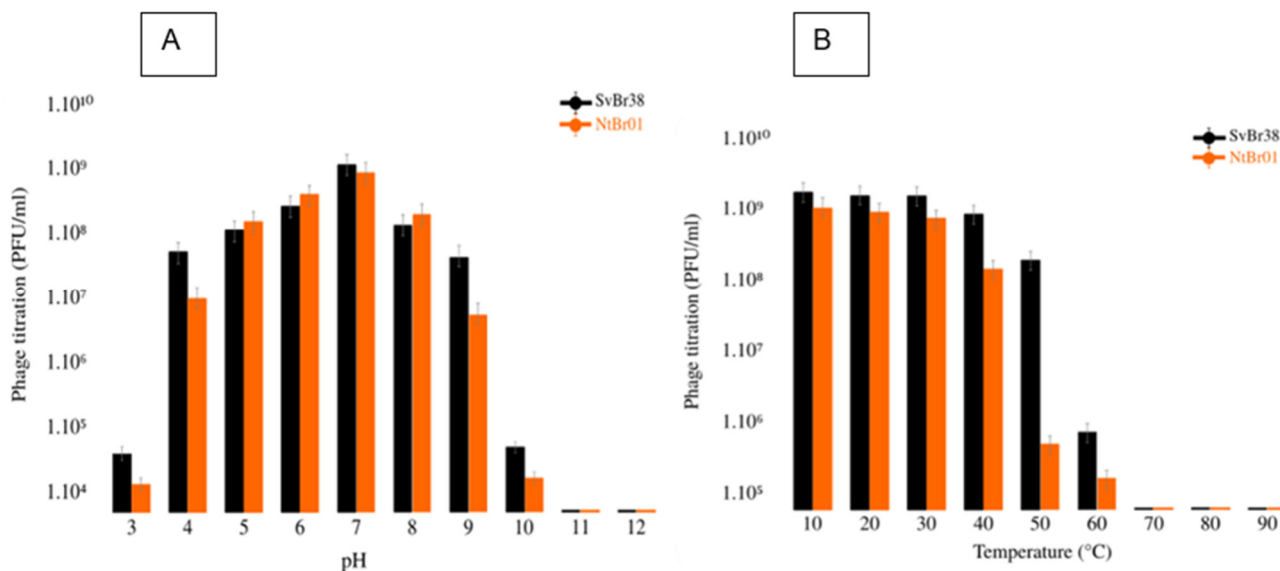 A
B
SvBr38
NtBr01
1.10¹⁰
1.10⁹
1.10⁸
1.10⁷
1.10⁶
1.10⁵
1.10⁴
Phage titration (PFU/ml)
3 4 5 6 7 8 9 10 11 12
pH
SvBr38
NtBr01
1.10¹⁰
1.10⁹
1.10⁸
1.10⁷
1.10⁶
1.10⁵
Phage titration (PFU/ml)
10 20 30 40 50 60 70 80 90
Temperature (°C)